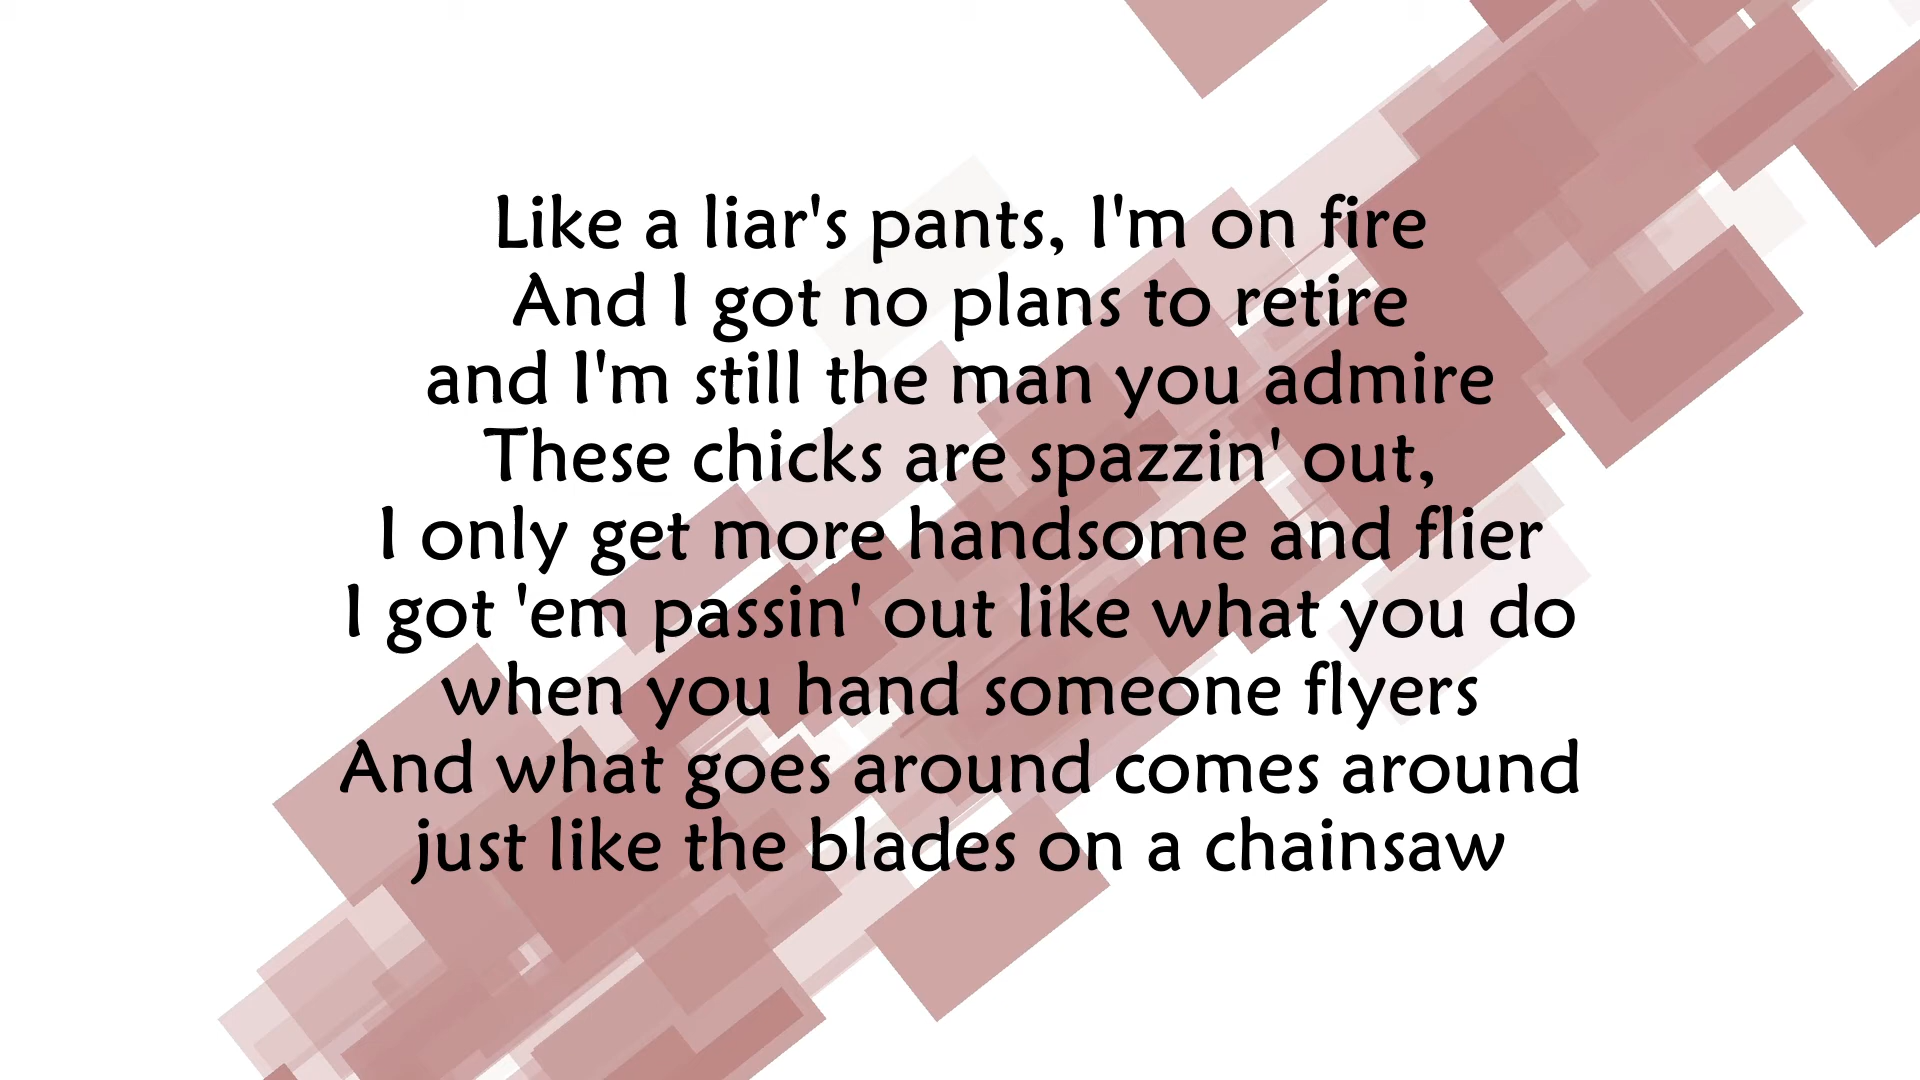 Like a liar's pants, I'm on fire
And I got no plans to retire
and I'm still the man you admire
These chicks are spazzin' out,
I only get more handsome and flier
I got 'em passin' out like what you do
when you hand someone flyers
And what goes around comes around
just like the blades on a chainsaw